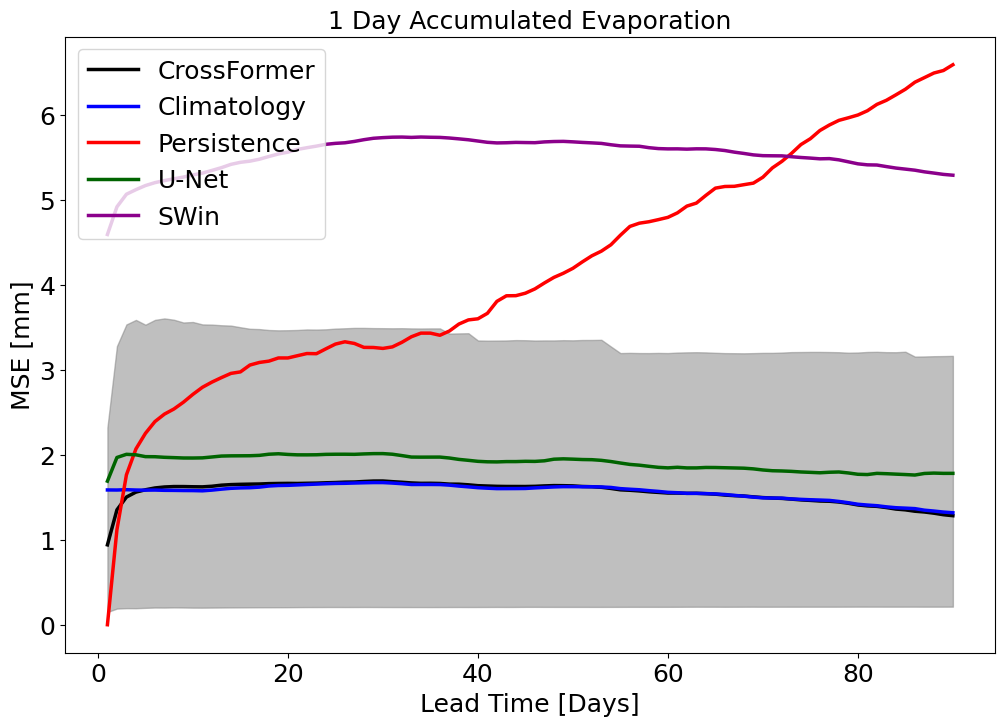 1 Day Accumulated Evaporation
CrossFormer
Climatology
Persistence
U-Net
SWin
MSE [mm]
6
5
4
3
2
1
0
0 20 40 60 80
Lead Time [Days]